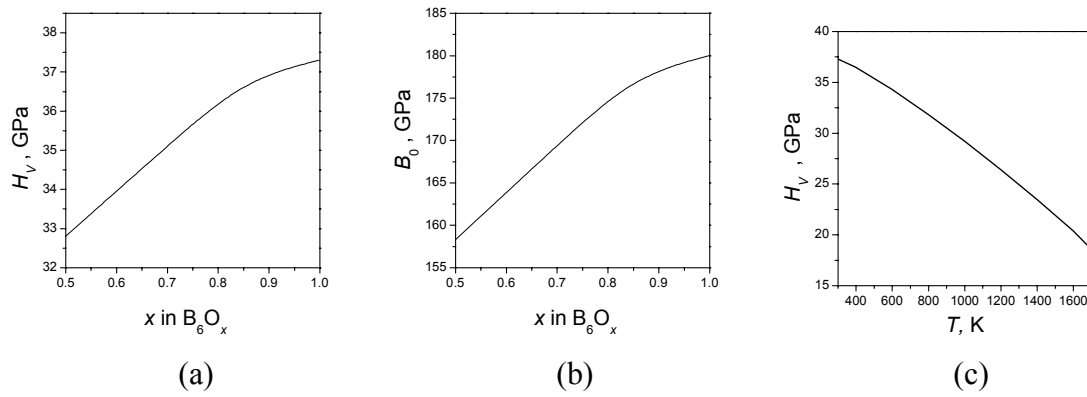 38
37
36
35
34
33
32
H_V , GPa
0.5 0.6 0.7 0.8 0.9 1.0
x in B₆Oₓ
(a)
180
175
170
165
160
155
B₀ , GPa
0.5 0.6 0.7 0.8 0.9 1.0
x in B₆Oₓ
(b)
40
35
30
25
20
15
H_V , GPa
400 600 800 1000 1200 1400 1600
T, K
(c)